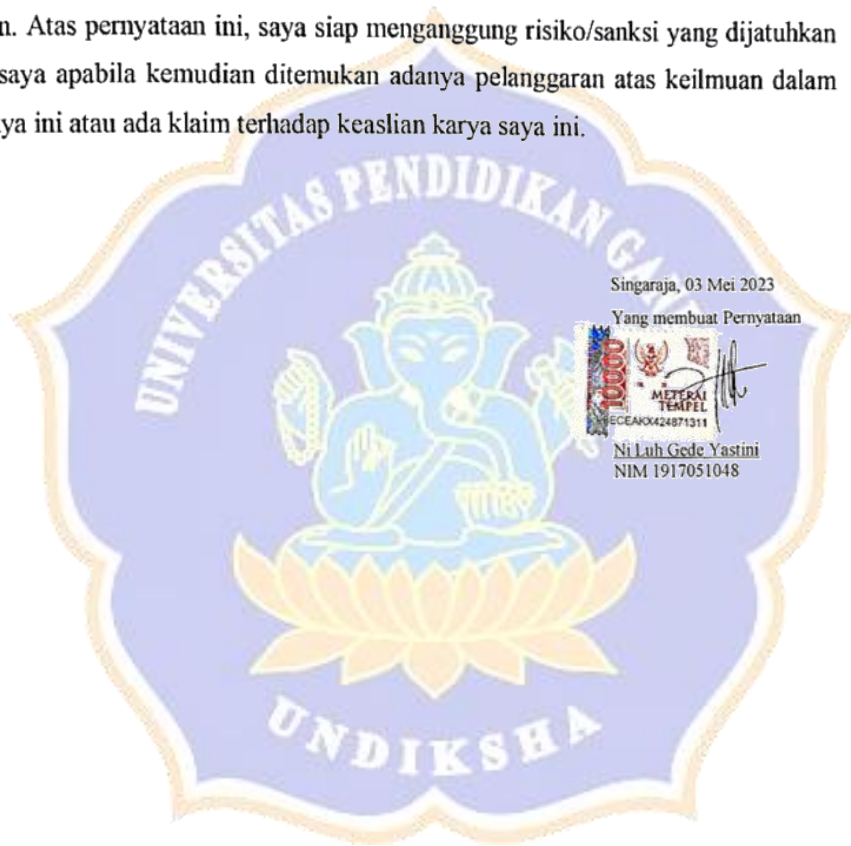 n. Atas pernyataan ini, saya siap menganggung risiko/sanksi yang dijatuhkan
saya apabila kemudian ditemukan adanya pelanggaran atas keilmuan dalam
ya ini atau ada klaim terhadap keaslian karya saya ini.
UNIVERSITAS PENDIDIKAN
Singaraja, 03 Mei 2023
Yang membuat Pernyataan
10000
METERAI
TEMPEL
ECEAKX424871311
Ni Luh Gede Yastini
NIM 1917051048
UNDIKSHA